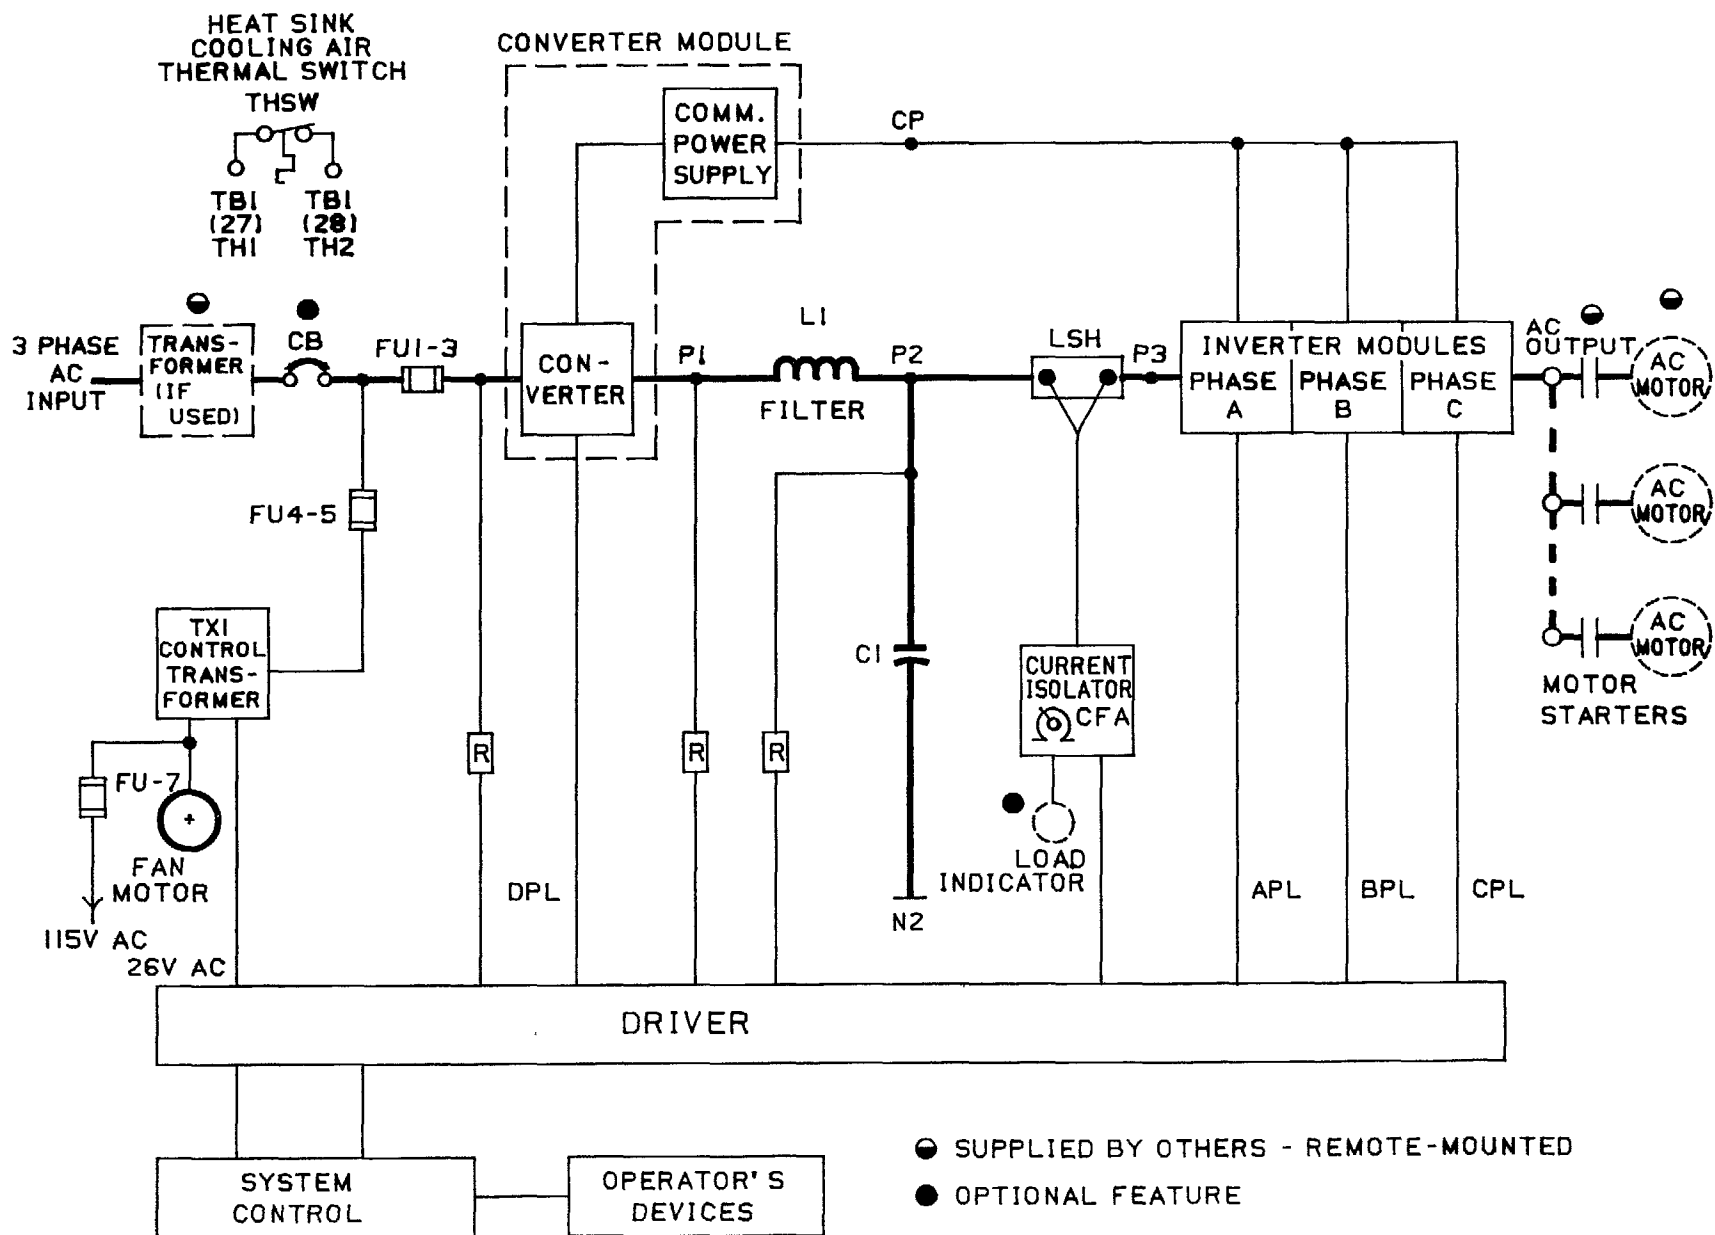 HEAT SINK
COOLING AIR
THERMAL SWITCH
THSW
TB1
(27)
TH1
TB1
(28)
TH2
CONVERTER MODULE
COMM.
POWER
SUPPLY
CP
3 PHASE
AC
INPUT
TRANS-
FORMER
(IF
USED)
CB
FU1-3
CON-
VERTER
P1
L1
FILTER
P2
LSH
P3
INVERTER MODULES
PHASE
A
PHASE
B
PHASE
C
AC
OUTPUT
AC
MOTOR
AC
MOTOR
AC
MOTOR
MOTOR
STARTERS
FU4-5
TX1
CONTROL
TRANS-
FORMER
FU-7
FAN
MOTOR
115V AC
26V AC
R
R
R
C1
N2
CURRENT
ISOLATOR
CFA
LOAD
INDICATOR
DPL
APL
BPL
CPL
DRIVER
SYSTEM
CONTROL
OPERATOR'S
DEVICES
SUPPLIED BY OTHERS - REMOTE-MOUNTED
OPTIONAL FEATURE